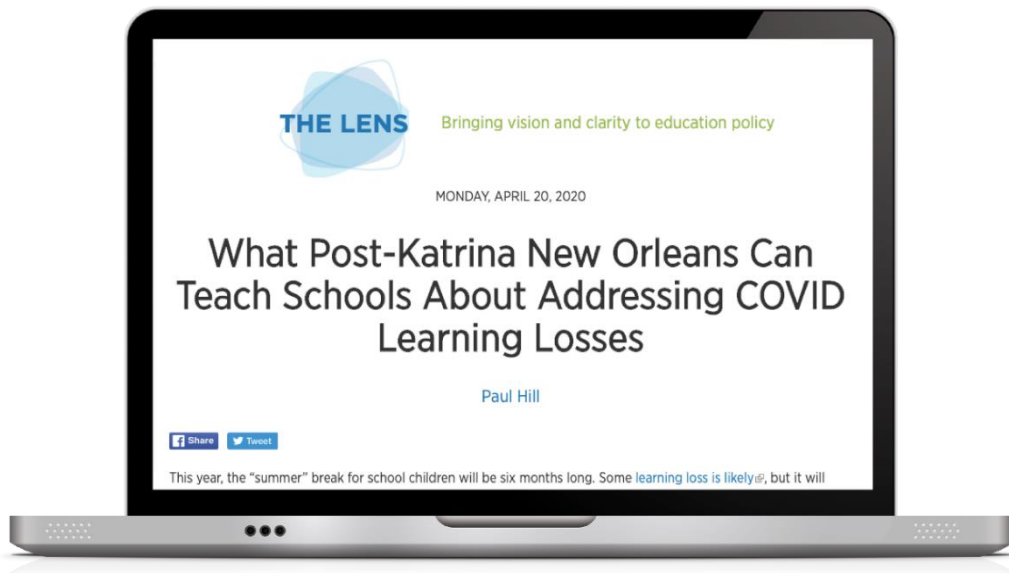 THE LENS
Bringing vision and clarity to education policy
MONDAY, APRIL 20, 2020
What Post-Katrina New Orleans Can
Teach Schools About Addressing COVID
Learning Losses
Paul Hill
Share
Tweet
This year, the “summer” break for school children will be six months long. Some learning loss is likely, but it will